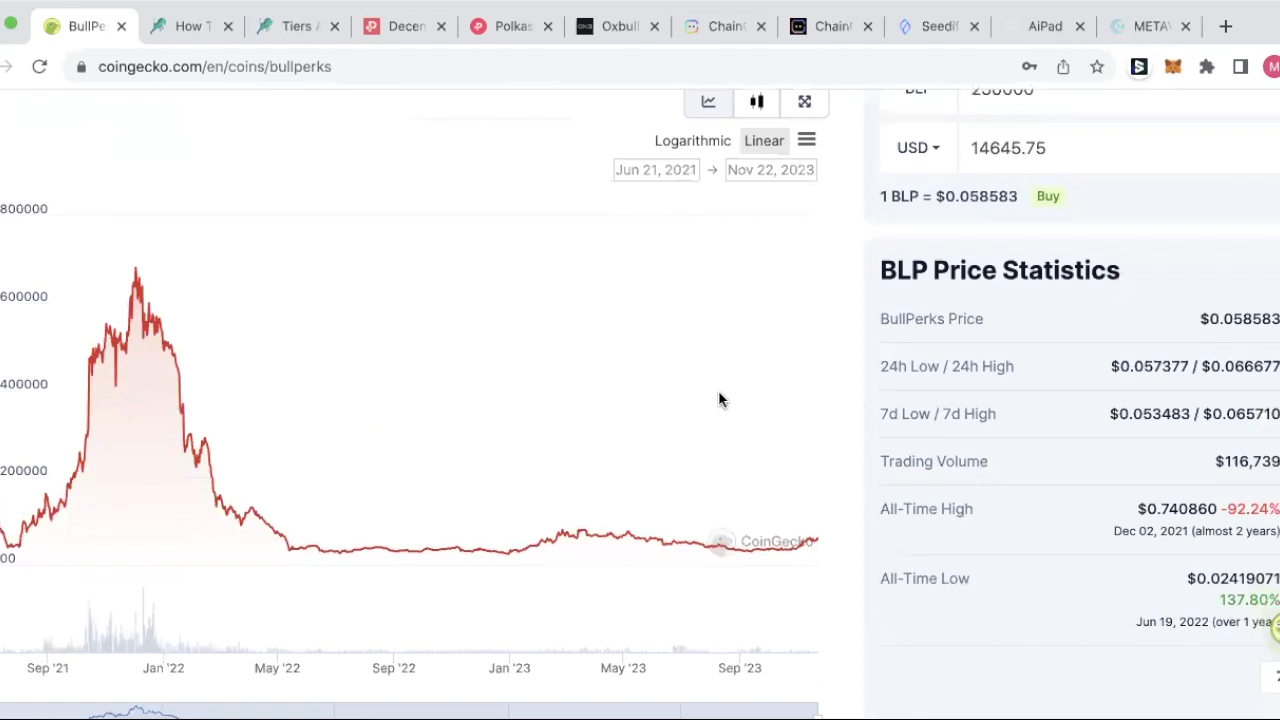 BullPe
How T
Tiers /
Decen
Polkas
Oxbull
Chain
Chain
Seedif
AiPad
META
coingecko.com/en/coins/bullperks
M
BLP 250000
Logarithmic Linear
USD 14645.75
Jun 21, 2021 → Nov 22, 2023
1 BLP = $0.058583 Buy
800000
600000
400000
200000
00
CoinGecko
Sep '21 Jan '22 May '22 Sep '22 Jan '23 May '23 Sep '23
BLP Price Statistics
BullPerks Price $0.058583
24h Low / 24h High $0.057377 / $0.066677
7d Low / 7d High $0.053483 / $0.065710
Trading Volume $116,739
All-Time High $0.740860 -92.24%
Dec 02, 2021 (almost 2 years)
All-Time Low $0.02419071
137.80%
Jun 19, 2022 (over 1 yea